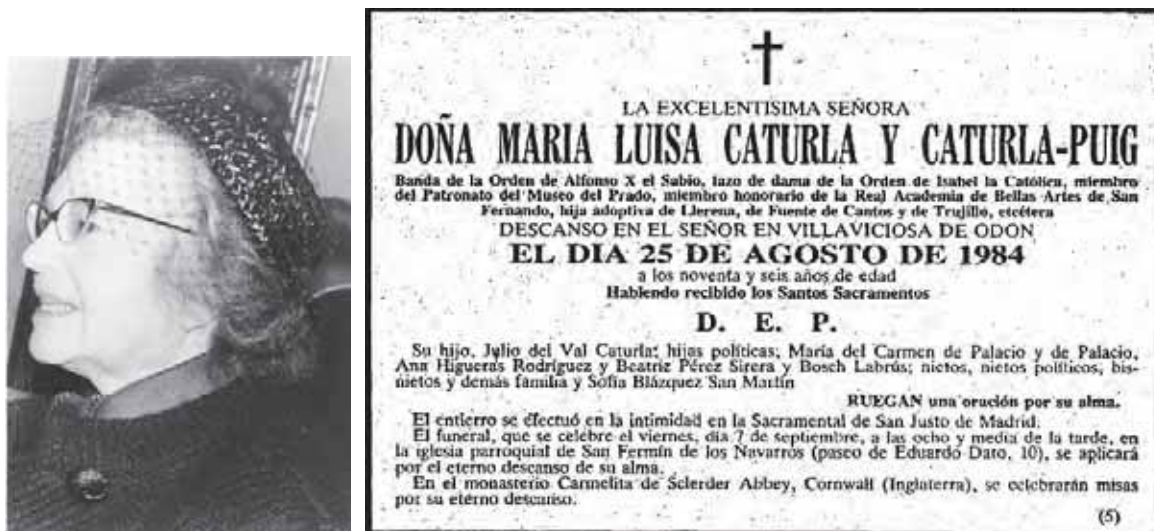 LA EXCELENTISIMA SEÑORA
DOÑA MARIA LUISA CATURLA Y CATURLA-PUIG
Banda de la Orden de Alfonso X el Sabio, lazo de dama de la Orden de Isabel la Católica, miembro
del Patronato del Museo del Prado, miembro honorario de la Real Academia de Bellas Artes de San
Fernando, hija adoptiva de Llerena, de Fuente de Cantos y de Trujillo, etcétera
DESCANSO EN EL SEÑOR EN VILLAVICIOSA DE ODON
EL DIA 25 DE AGOSTO DE 1984
a los noventa y seis años de edad
Habiendo recibido los Santos Sacramentos
D. E. P.
Su hijo, Julio del Val Caturla; hijas políticas, María del Carmen de Palacio y de Palacio,
Ana Higueras Rodríguez y Beatriz Pérez Sirera y Bosch Labrús; nietos, nietos políticos, bis-
nietos y demás familia y Sofía Blázquez San Martín
RUEGAN una oración por su alma.
El entierro se efectuó en la intimidad en la Sacramental de San Justo de Madrid.
El funeral, que se celebre el viernes, día 7 de septiembre, a las ocho y media de la tarde, en
la iglesia parroquial de San Fermín de los Navarros (paseo de Eduardo Dato, 10), se aplicará
por el eterno descanso de su alma.
En el monasterio Carmelita de Sclerder Abbey, Cornwall (Inglaterra), se celebrarán misas
por su eterno descanso.
(5)